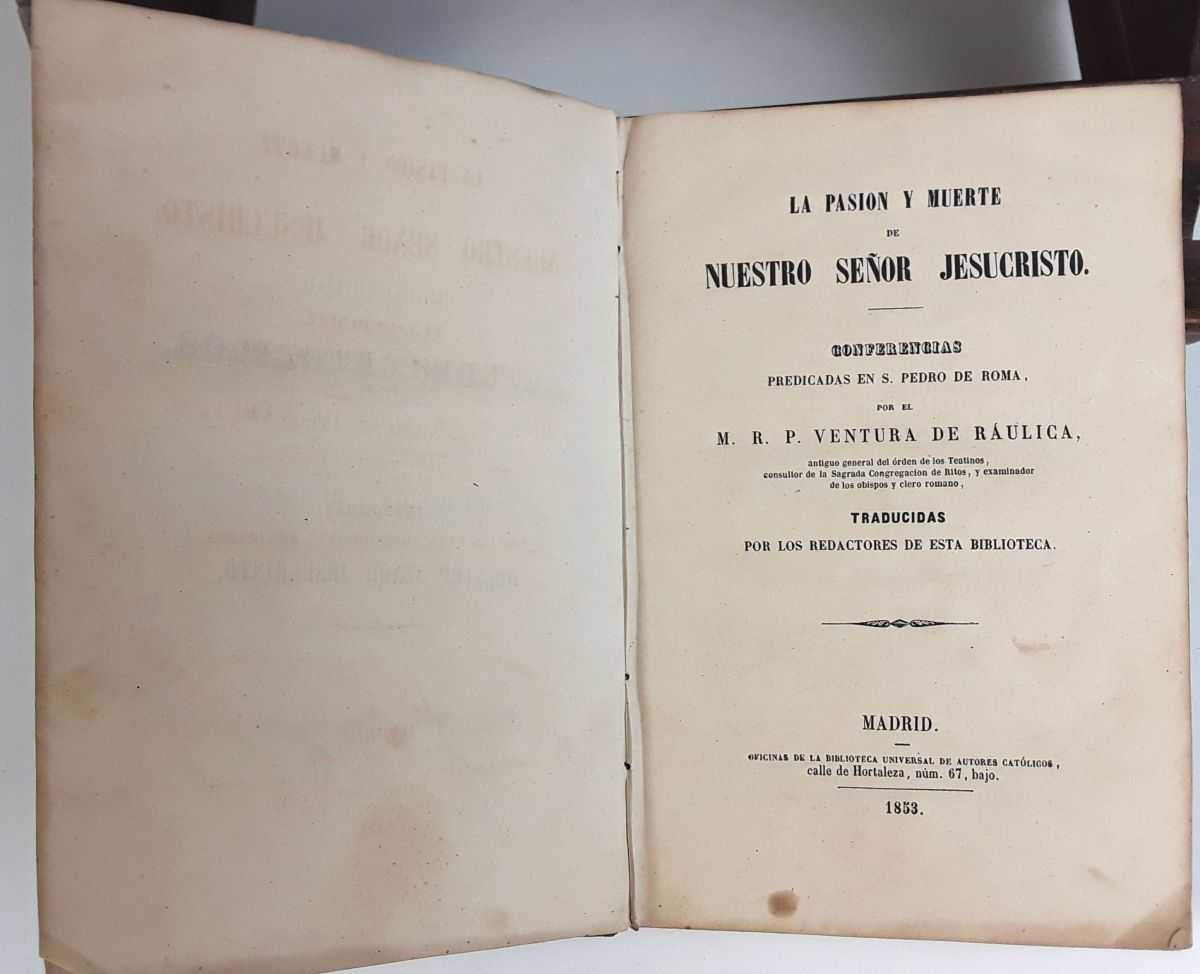 LA PASION Y MUERTE
DE
NUESTRO SEÑOR JESUCRISTO.
CONFERENCIAS
PREDICADAS EN S. PEDRO DE ROMA,
POR EL
M. R. P. VENTURA DE RÁULICA,
antiguo general del órden de los Teatinos,
consultor de la Sagrada Congregacion de Ritos, y examinador
de los obispos y clero romano,
TRADUCIDAS
POR LOS REDACTORES DE ESTA BIBLIOTECA.
MADRID.
OFICINAS DE LA BIBLIOTECA UNIVERSAL DE AUTORES CATÓLICOS,
calle de Hortaleza, núm. 67, bajo.
1853.